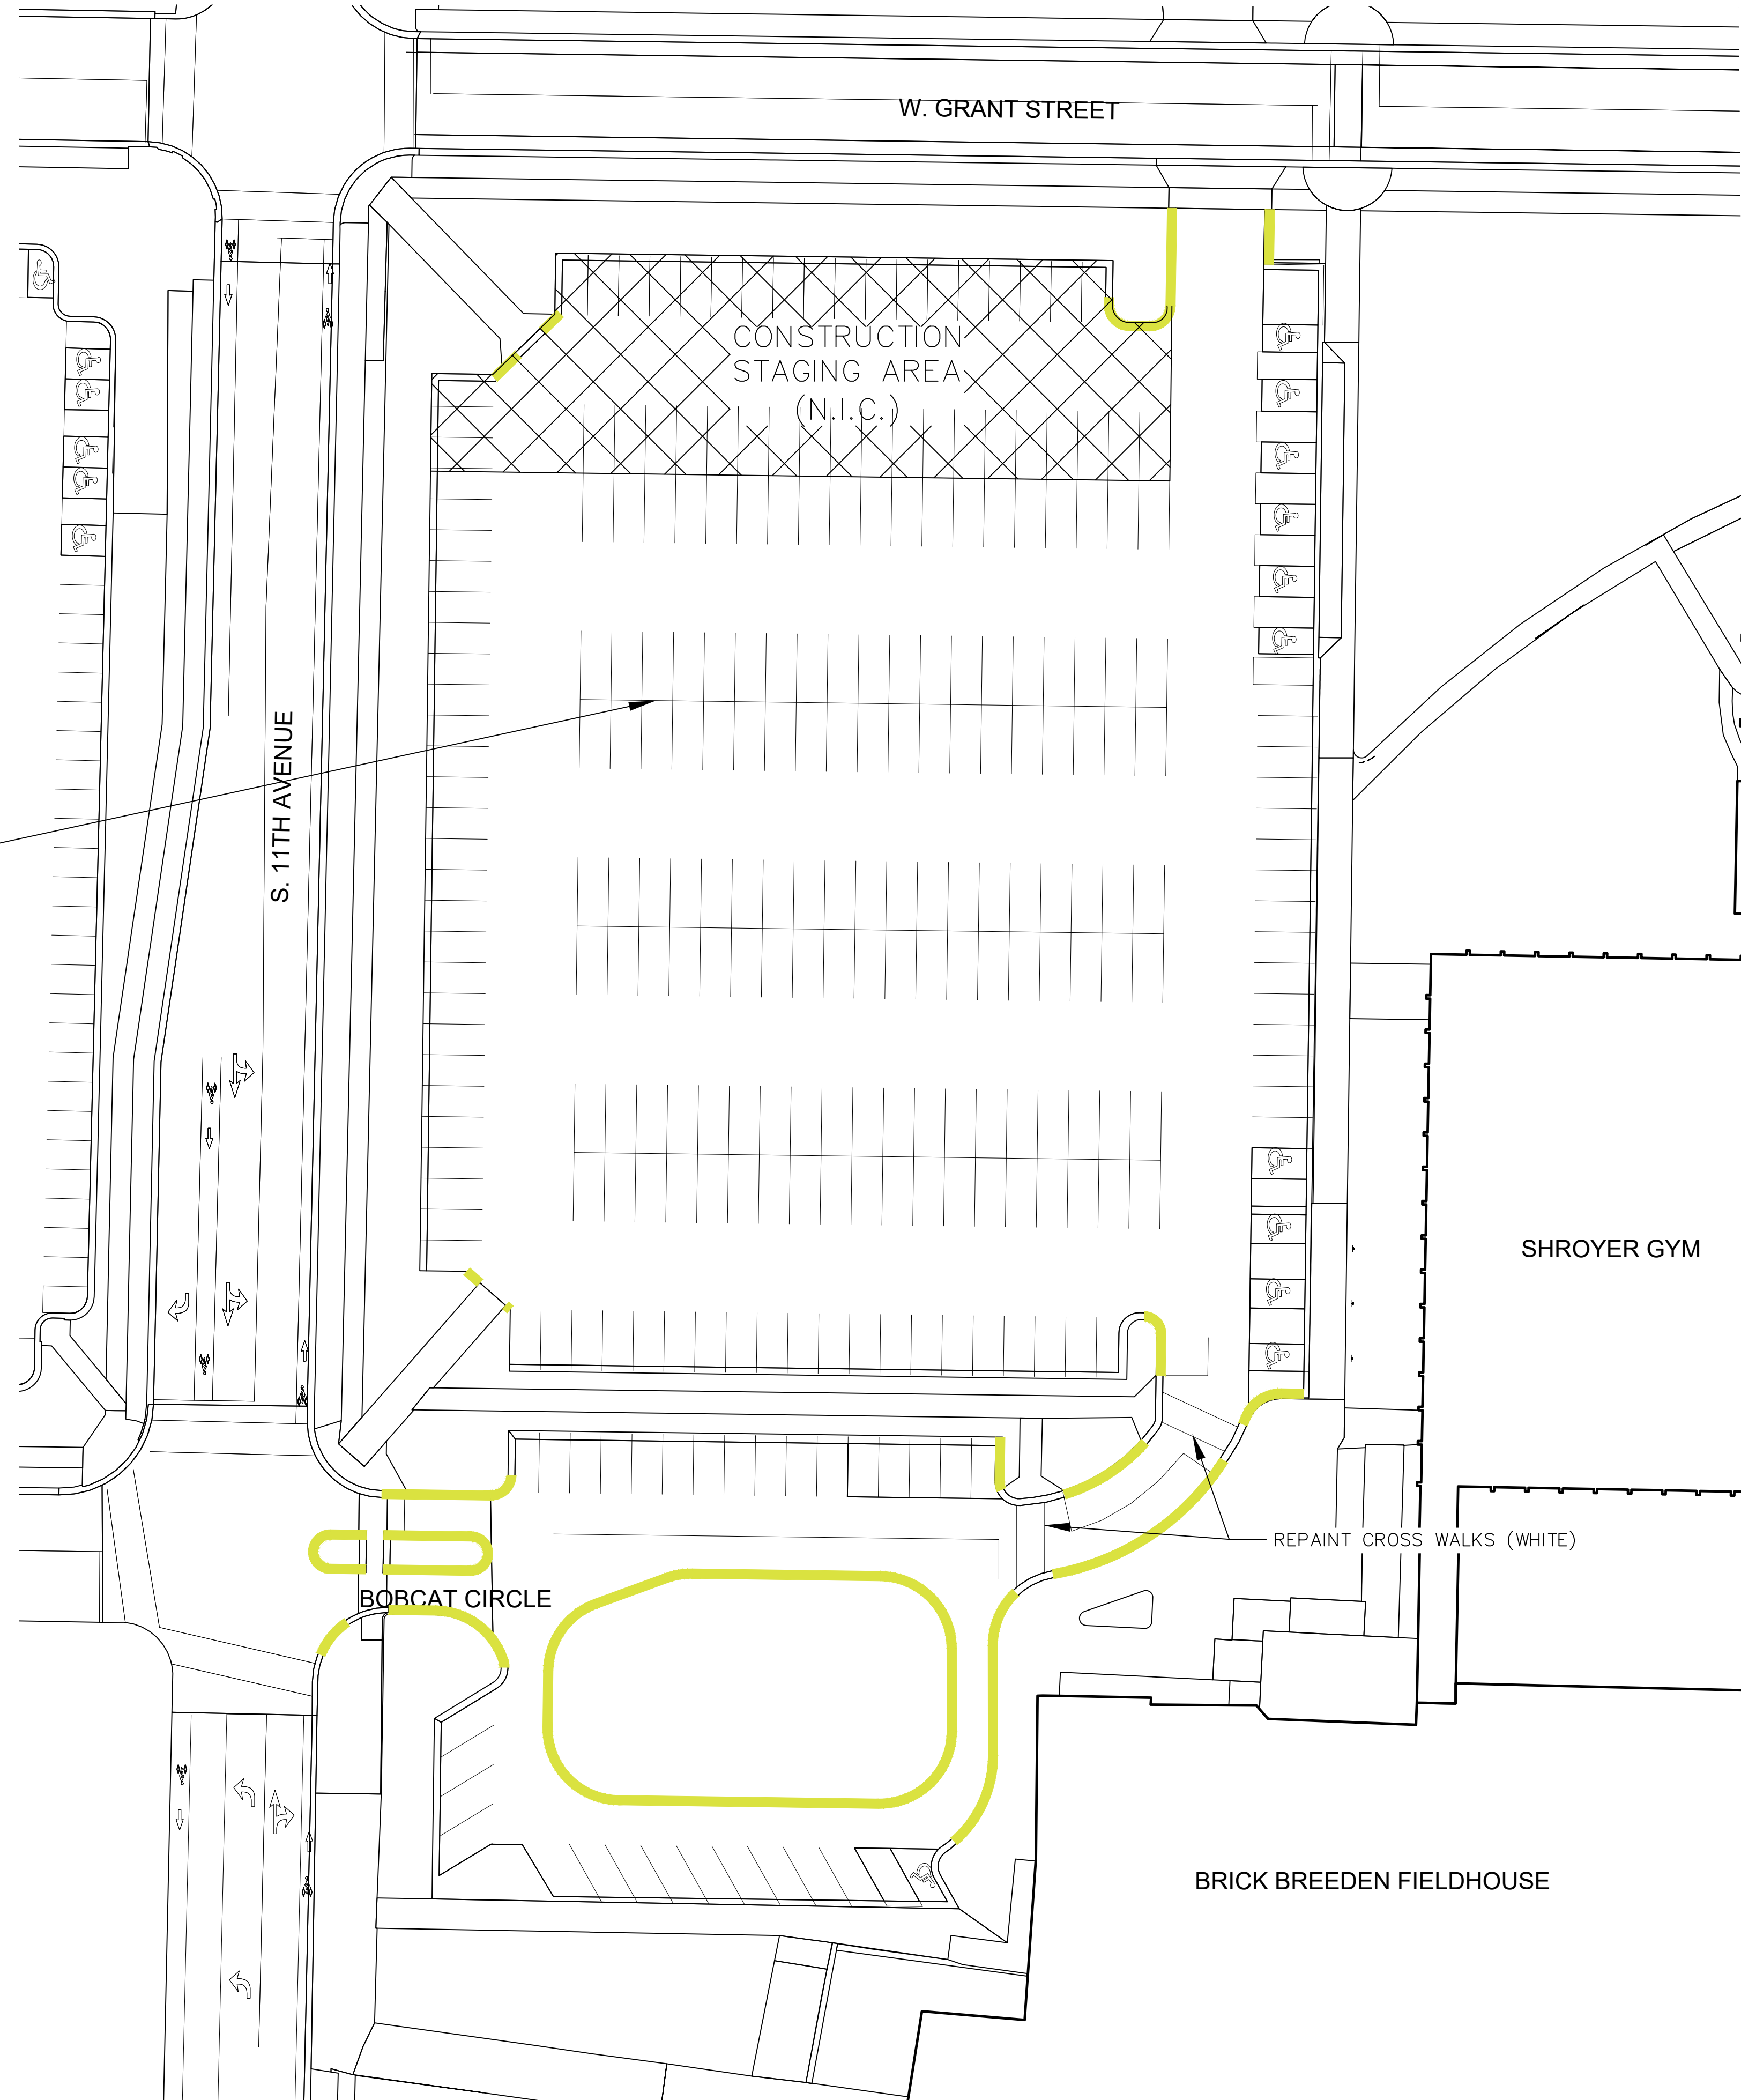 W. GRANT STREET
CONSTRUCTION
STAGING AREA
(N.I.C.)
S. 11TH AVENUE
SHROYER GYM
REPAINT CROSS WALKS (WHITE)
BOBCAT CIRCLE
BRICK BREEDEN FIELDHOUSE